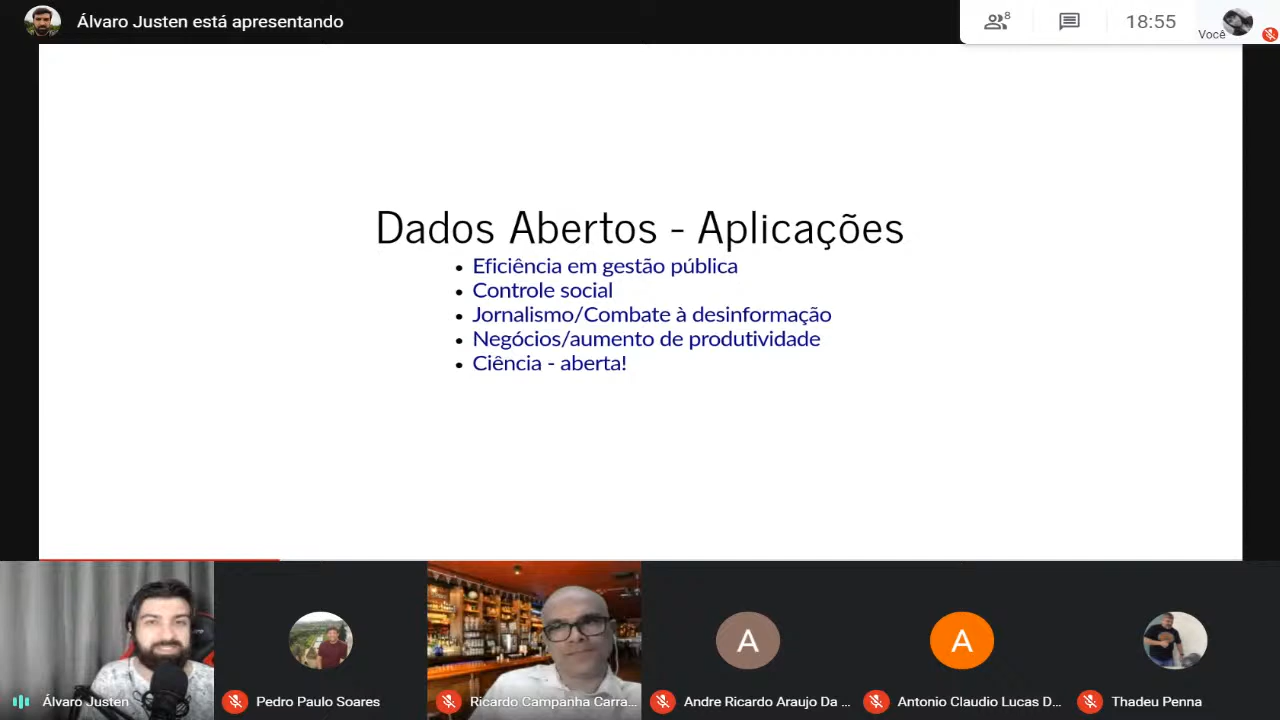 Álvaro Justen está apresentando
8
18:55
Você
Dados Abertos - Aplicações
• Eficiência em gestão pública
• Controle social
• Jornalismo/Combate à desinformação
• Negócios/aumento de produtividade
• Ciência - aberta!
A
A
Álvaro Justen
Pedro Paulo Soares
Ricardo Campanha Carra...
Andre Ricardo Araujo Da ...
Antonio Claudio Lucas D...
Thadeu Penna